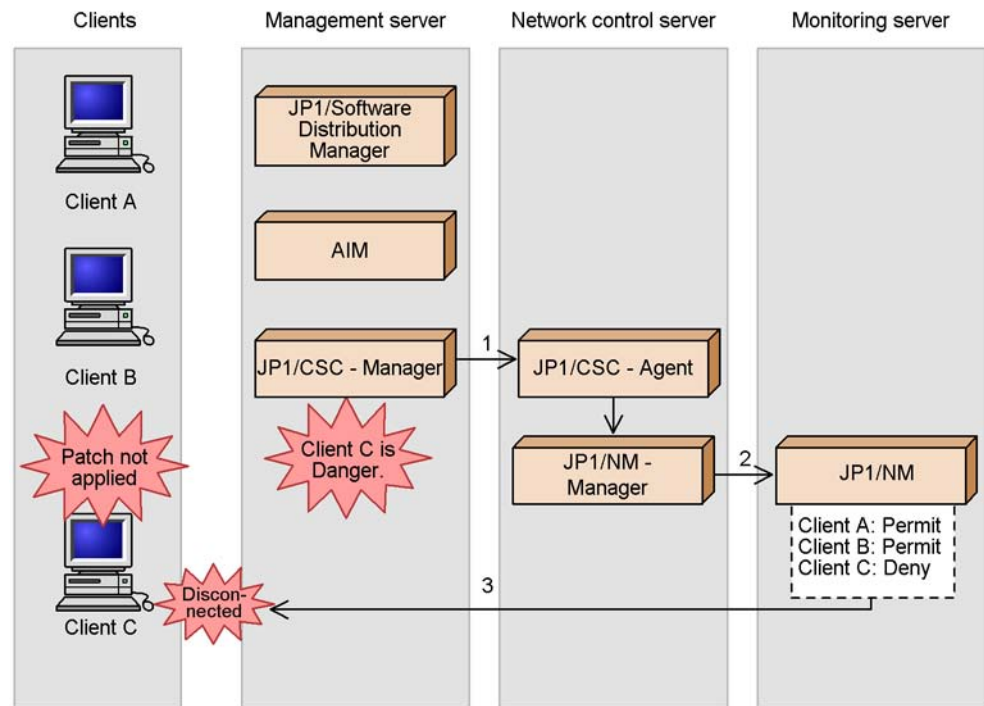 Clients
Management server
Network control server
Monitoring server
JP1/Software
Distribution
Manager
Client A
AIM
Client B
JP1/CSC - Manager
1
JP1/CSC - Agent
Patch not
applied
Client C is
Danger.
JP1/NM -
Manager
2
JP1/NM
Client A: Permit
Client B: Permit
Client C: Deny
Discon-
nected
3
Client C